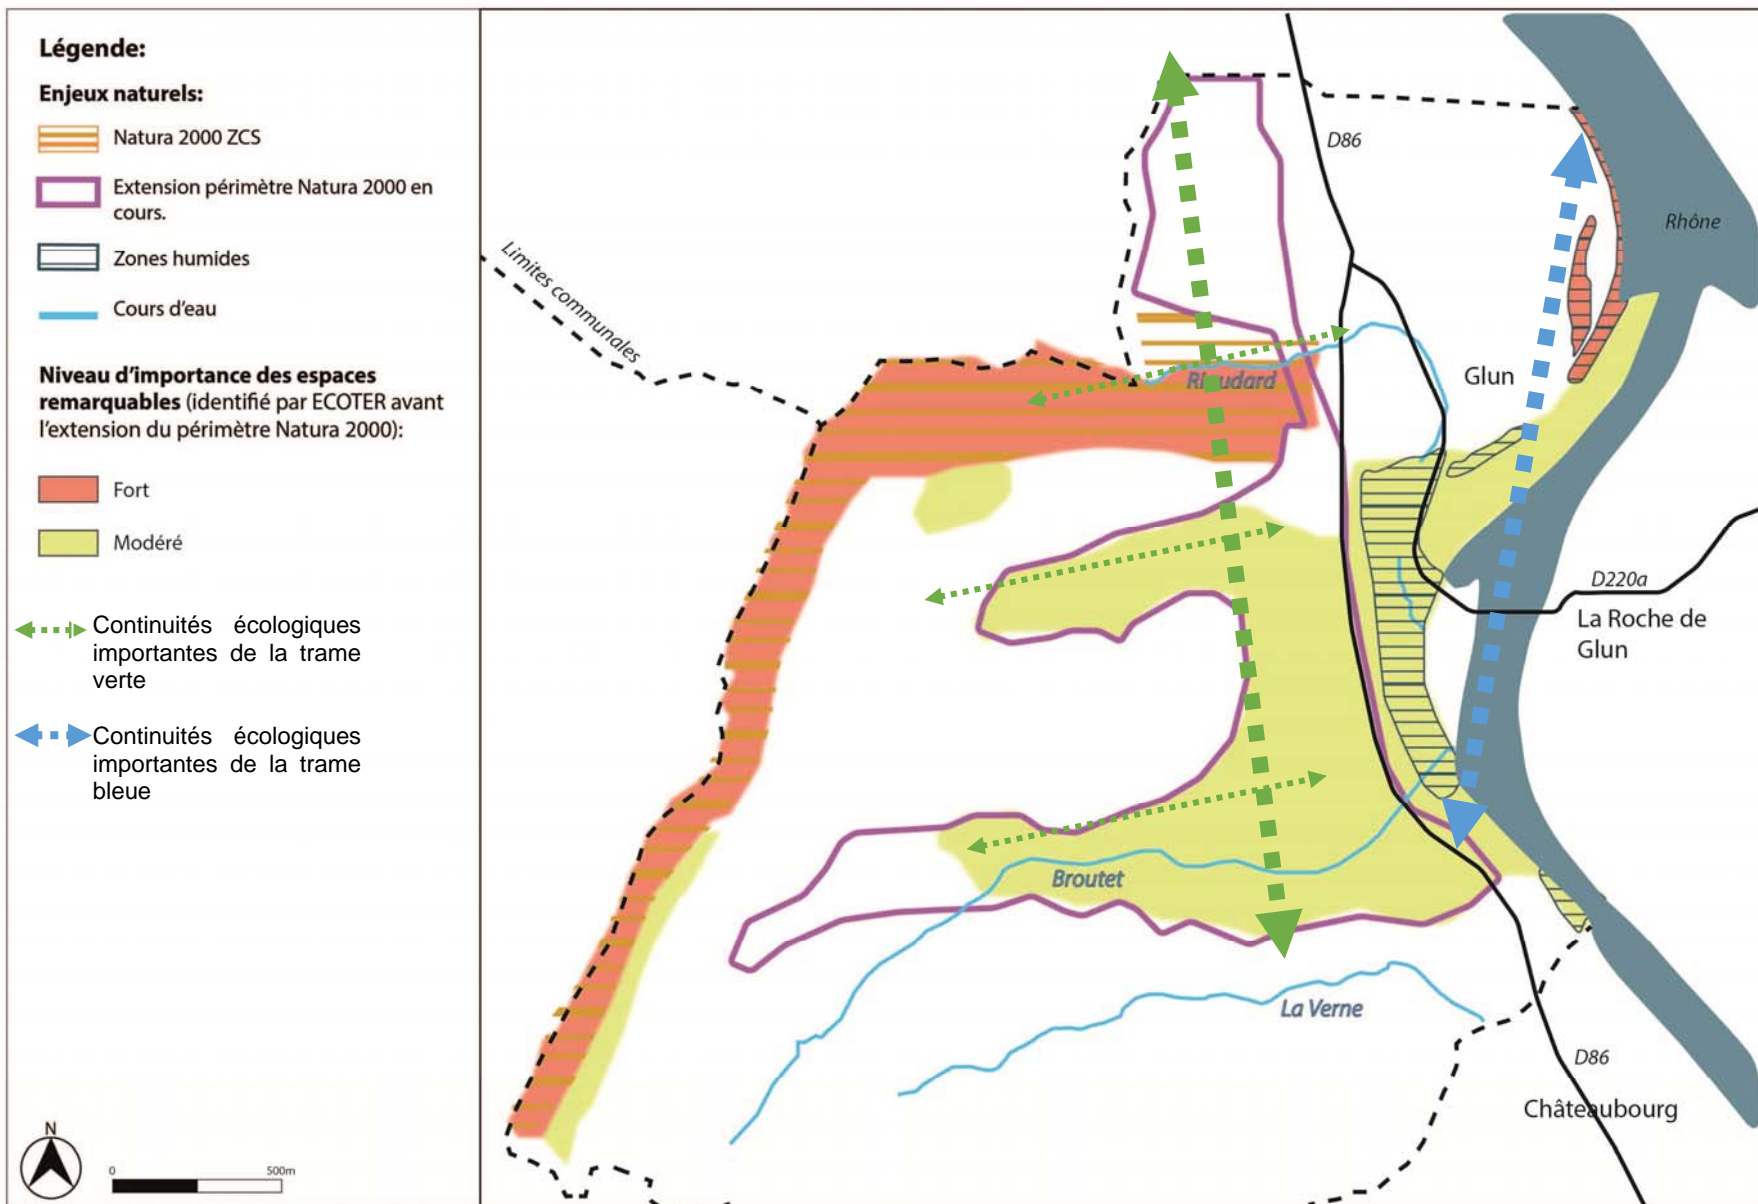 Légende:
Enjeux naturels:
Natura 2000 ZCS
Extension périmètre Natura 2000 en
cours.
Zones humides
Cours d'eau
Niveau d'importance des espaces
remarquables (identifié par ECOTER avant
l'extension du périmètre Natura 2000):
Fort
Modéré
Continuités écologiques
importantes de la trame
verte
Continuités écologiques
importantes de la trame
bleue
N
0
500m
Limites communales
D86
Rhône
Glun
D220a
La Roche de
Glun
Broutet
La Verne
D86
Châteaubourg